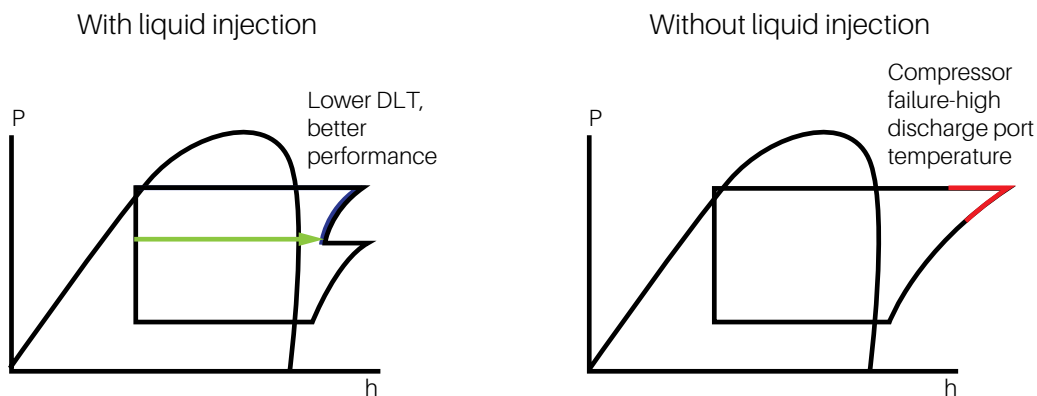 With liquid injection
P
Lower DLT,
better
performance
h
Without liquid injection
P
Compressor
failure-high
discharge port
temperature
h